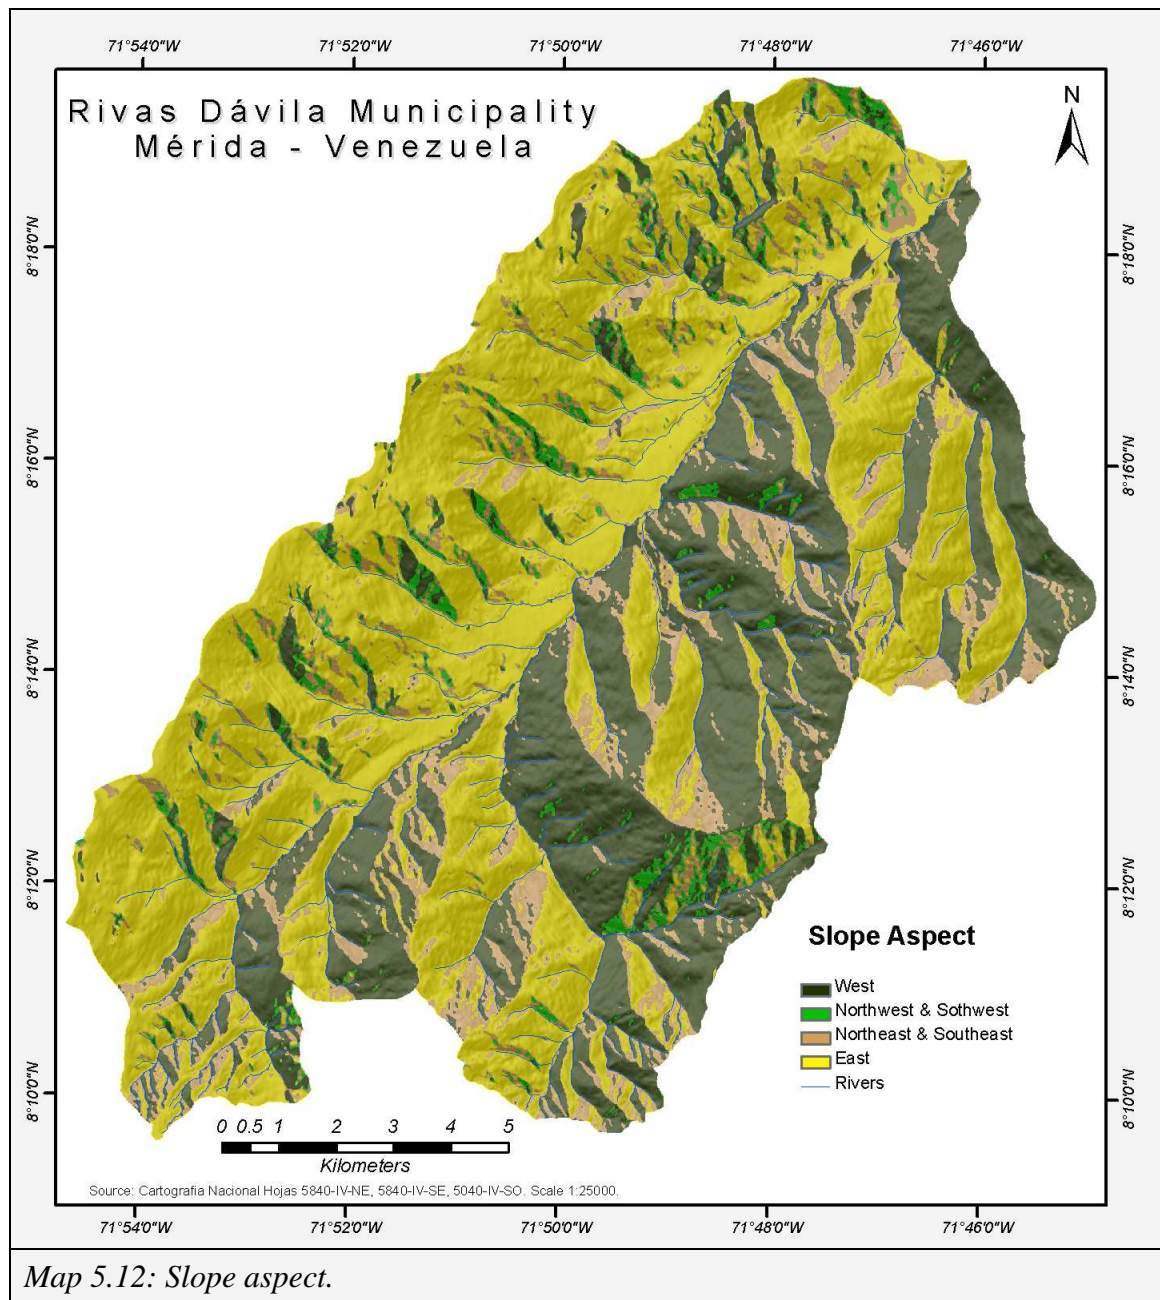 71°54'0"W 71°52'0"W 71°50'0"W 71°48'0"W 71°46'0"W
Rivas Dávila Municipality
Mérida - Venezuela
N
8°18'0"N 8°18'0"N
8°16'0"N 8°16'0"N
8°14'0"N 8°14'0"N
8°12'0"N 8°12'0"N
Slope Aspect
West
Northwest & Sothwest
Northeast & Southeast
East
Rivers
8°10'0"N 8°10'0"N
0 0.5 1 2 3 4 5
Kilometers
Source: Cartografia Nacional Hojas 5840-IV-NE, 5840-IV-SE, 5040-IV-SO. Scale 1:25000.
71°54'0"W 71°52'0"W 71°50'0"W 71°48'0"W 71°46'0"W
Map 5.12: Slope aspect.